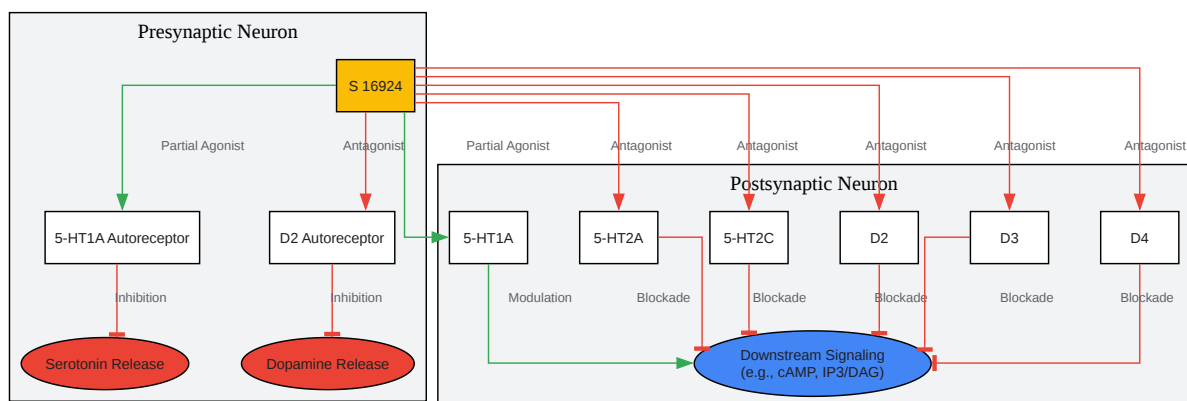 Presynaptic Neuron
S 16924
Partial Agonist
Antagonist
Partial Agonist
Antagonist
Antagonist
Antagonist
Antagonist
Antagonist
Postsynaptic Neuron
5-HT1A Autoreceptor
D2 Autoreceptor
5-HT1A
5-HT2A
5-HT2C
D2
D3
D4
Inhibition
Inhibition
Modulation
Blockade
Blockade
Blockade
Blockade
Blockade
Serotonin Release
Dopamine Release
Downstream Signaling
(e.g., cAMP, IP3/DAG)